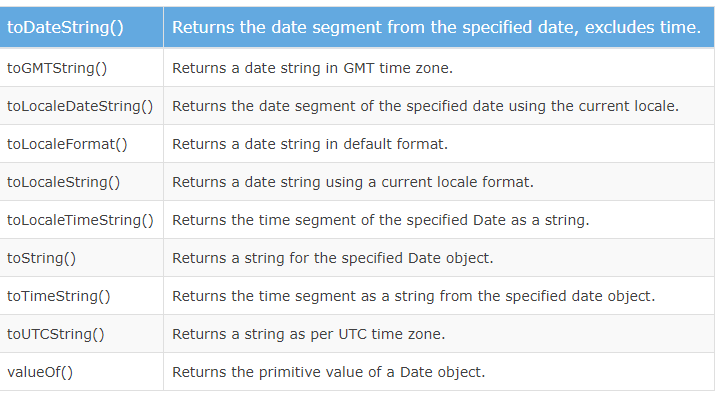 toDateString() Returns the date segment from the specified date, excludes time.
toGMTString() Returns a date string in GMT time zone.
toLocaleDateString() Returns the date segment of the specified date using the current locale.
toLocaleFormat() Returns a date string in default format.
toLocaleString() Returns a date string using a current locale format.
toLocaleTimeString() Returns the time segment of the specified Date as a string.
toString() Returns a string for the specified Date object.
toTimeString() Returns the time segment as a string from the specified date object.
toUTCString() Returns a string as per UTC time zone.
valueOf() Returns the primitive value of a Date object.